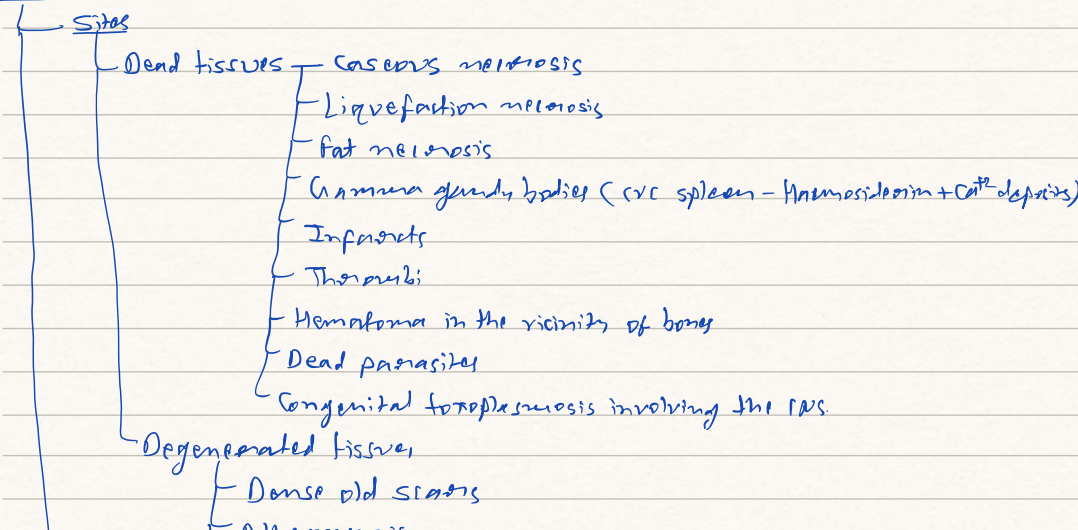 Sites
Dead tissues - Caseous necrosis
Liquefaction necrosis
Fat necrosis
Gamna gandy bodies (CVC spleen - Haemosiderin + Ca+2 deposits)
Infarcts
Thrombi
Hematoma in the vicinity of bones
Dead parasites
Congenital toxoplasmosis involving the CNS.
Degenerated tissues
Dense old scars